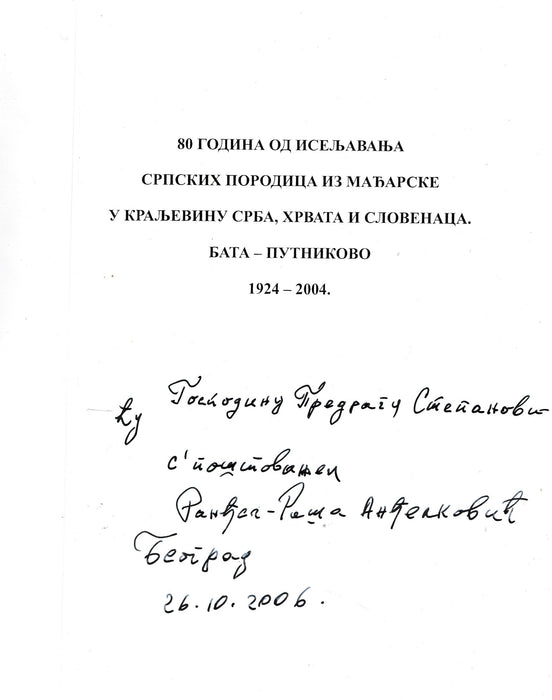 80 ГОДИНА ОД ИСЕЉАВАЊА
СРПСКИХ ПОРОДИЦА ИЗ МАЂАРСКЕ
У КРАЉЕВИНУ СРБА, ХРВАТА И СЛОВЕНАЦА.
БАТА – ПУТНИКОВО
1924 – 2004.
Господину Предрагу Степанови-
ћу
с' поштовањем
Ранђел-Раша Анђелковић
Београд
26.10.2006.